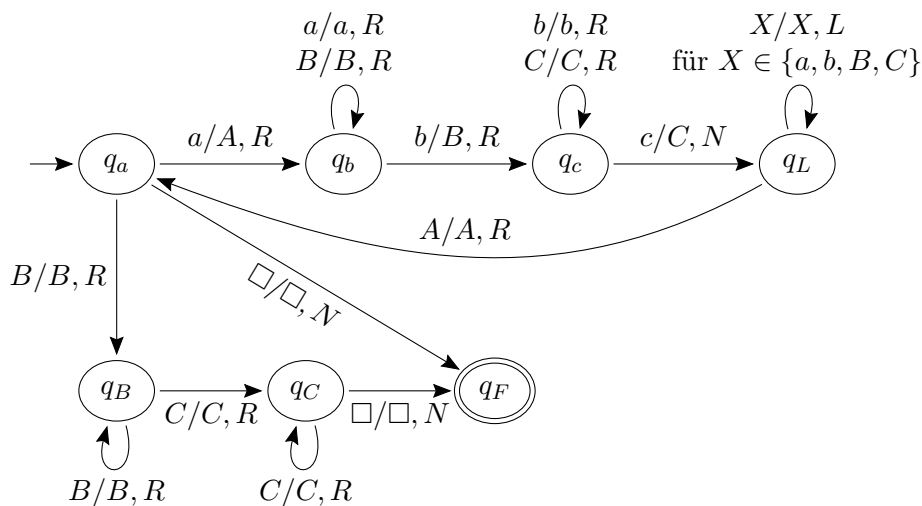 a/a, R
B/B, R
b/b, R
C/C, R
X/X, L
für X ∈ {a, b, B, C}
q_a
a/A, R
q_b
b/B, R
q_c
c/C, N
q_L
A/A, R
B/B, R
□/□, N
q_B
C/C, R
q_C
□/□, N
q_F
B/B, R
C/C, R